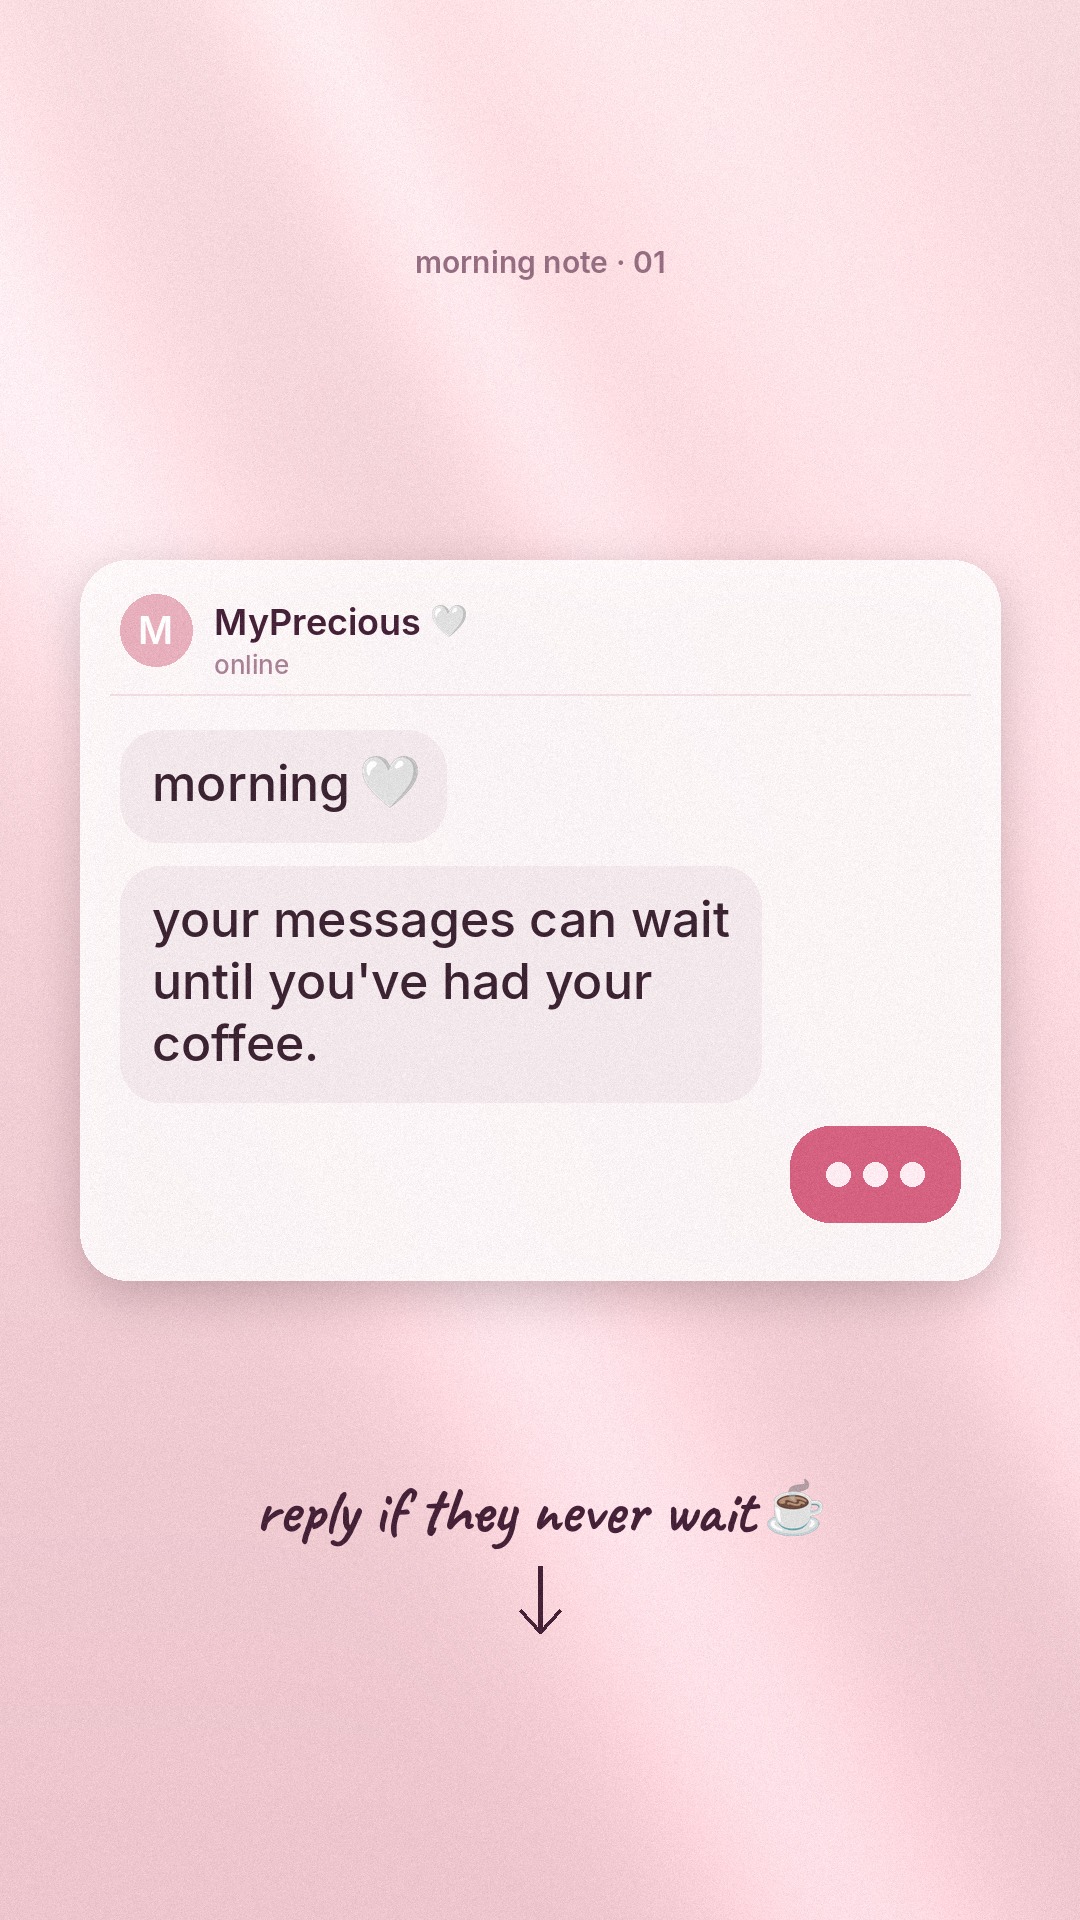 morning note · 01
M
MyPrecious 🤍
online
morning 🤍
your messages can wait
until you've had your
coffee.
reply if they never wait ☕